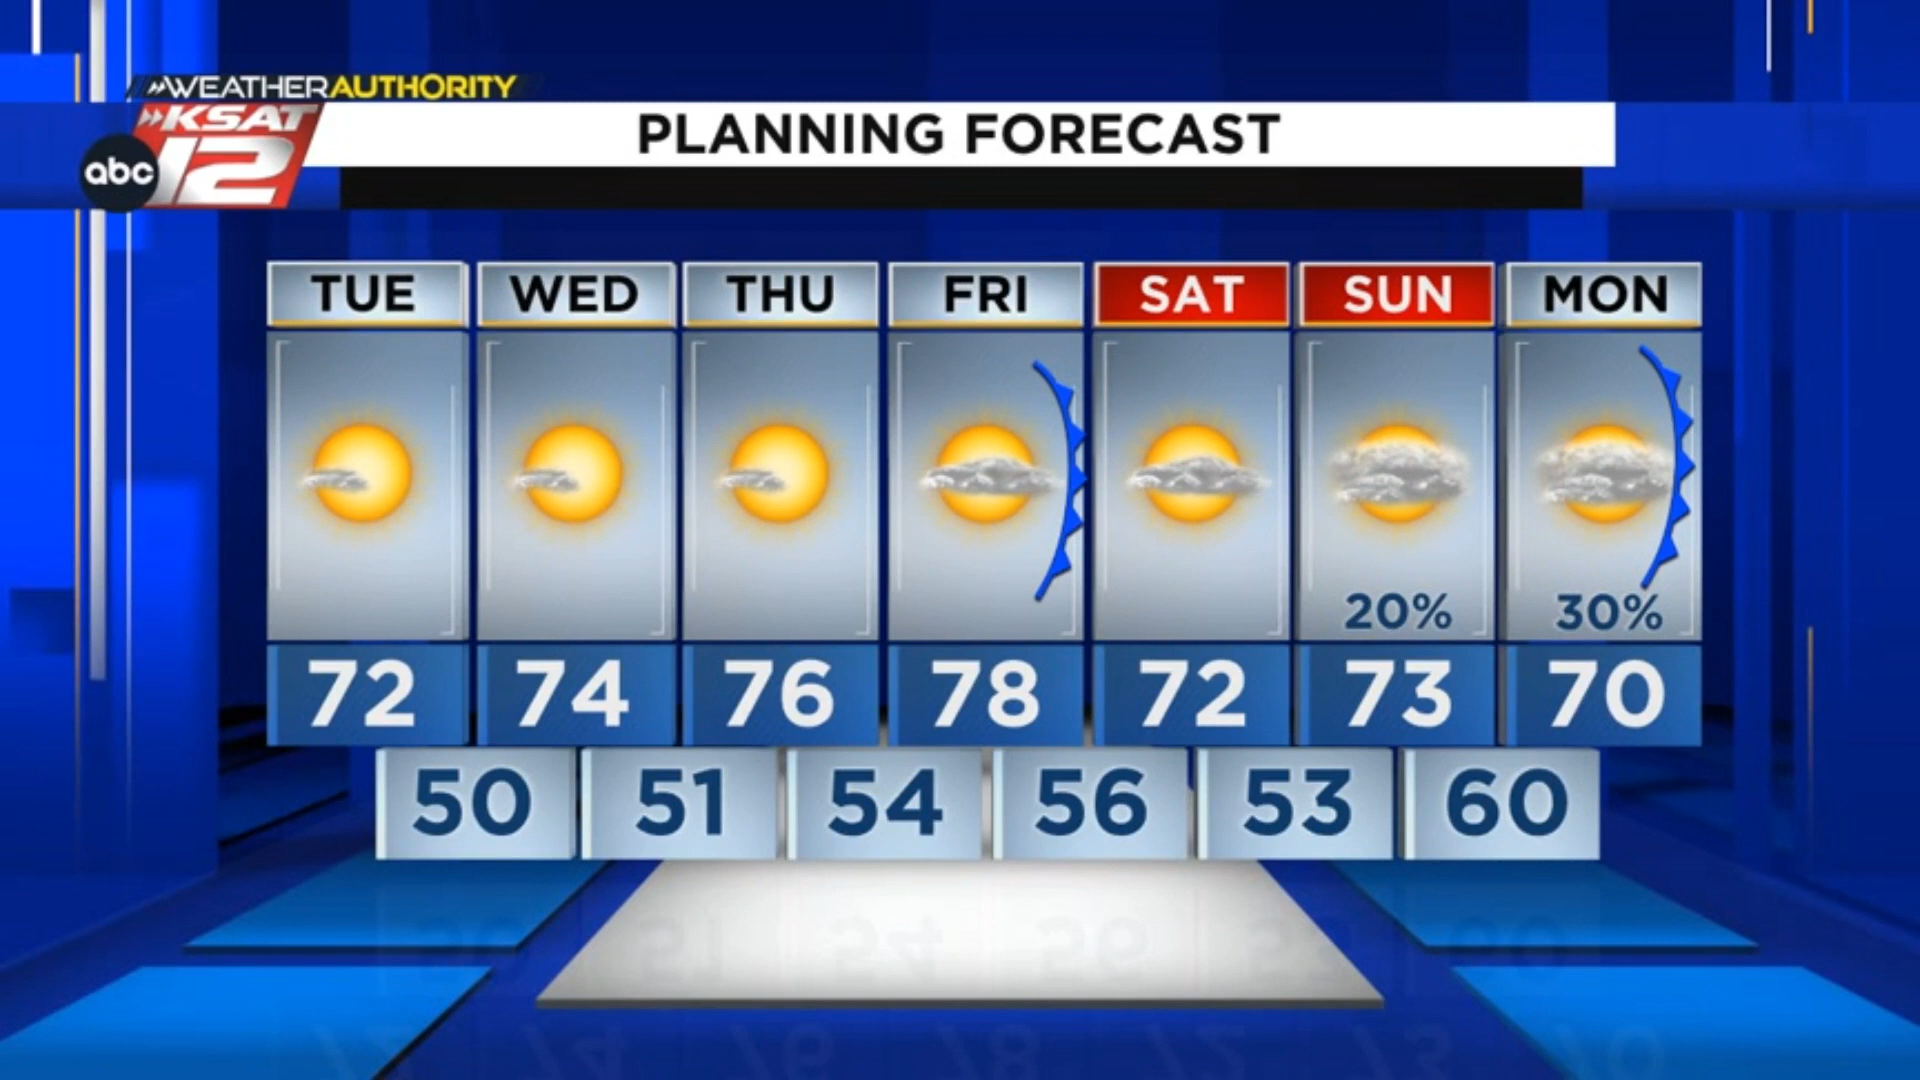 WEATHERAUTHORITY
KSAT
abc 12
PLANNING FORECAST
TUE WED THU FRI SAT SUN MON
20% 30%
72 74 76 78 72 73 70
50 51 54 56 53 60